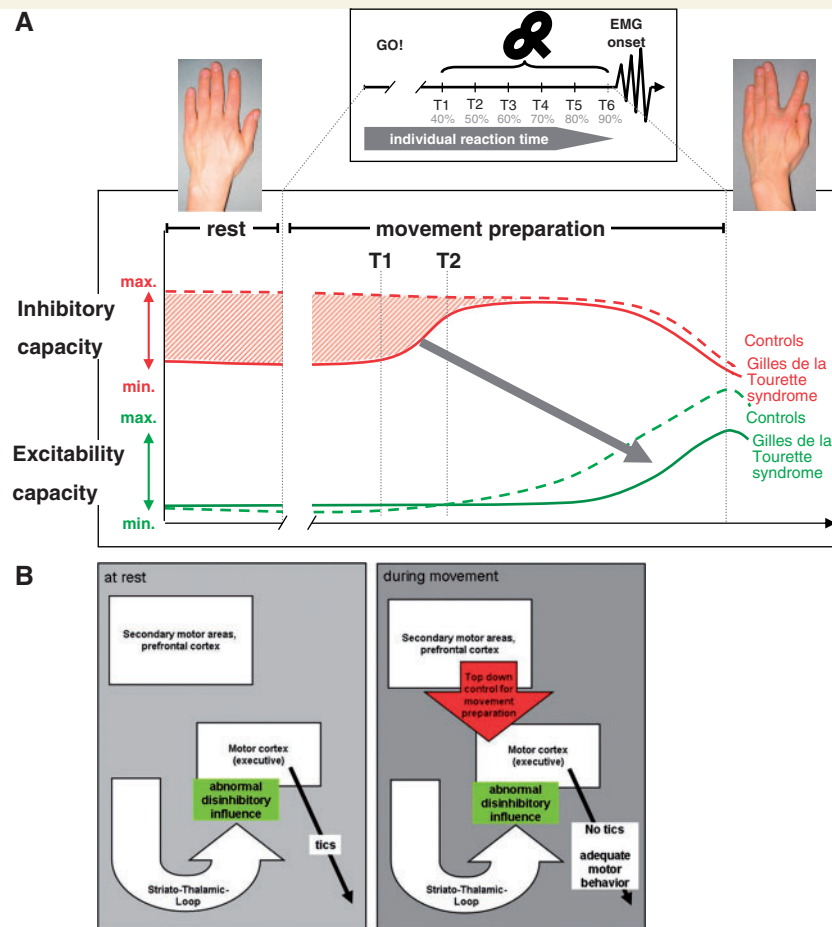 A
GO!
EMG
onset
T1 T2 T3 T4 T5 T6
40% 50% 60% 70% 80% 90%
individual reaction time
rest
movement preparation
T1 T2
max.
Inhibitory
capacity
min.
Controls
Gilles de la
Tourette
syndrome
max.
Excitability
capacity
min.
Controls
Gilles de la
Tourette
syndrome
B
at rest
Secondary motor areas,
prefrontal cortex
Motor cortex
(executive)
abnormal
disinhibitory
influence
tics
Striato-Thalamic-
Loop
during movement
Secondary motor areas,
prefrontal cortex
Top down
control for
movement
preparation
Motor cortex
(executive)
abnormal
disinhibitory
influence
No tics
adequate
motor
behavior
Striato-Thalamic-
Loop